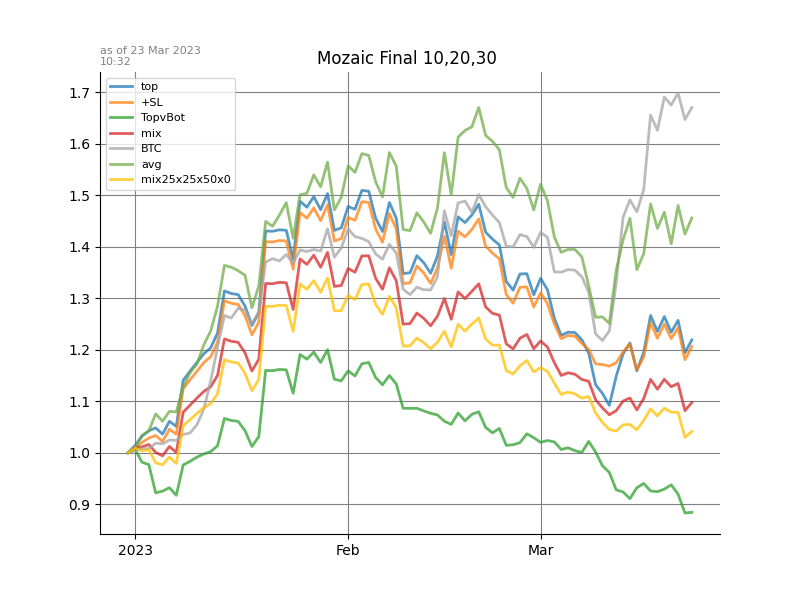 as of 23 Mar 2023
10:32
Mozaic Final 10,20,30
top
+SL
TopvBot
mix
BTC
avg
mix25x25x50x0
1.7
1.6
1.5
1.4
1.3
1.2
1.1
1.0
0.9
2023 Feb Mar